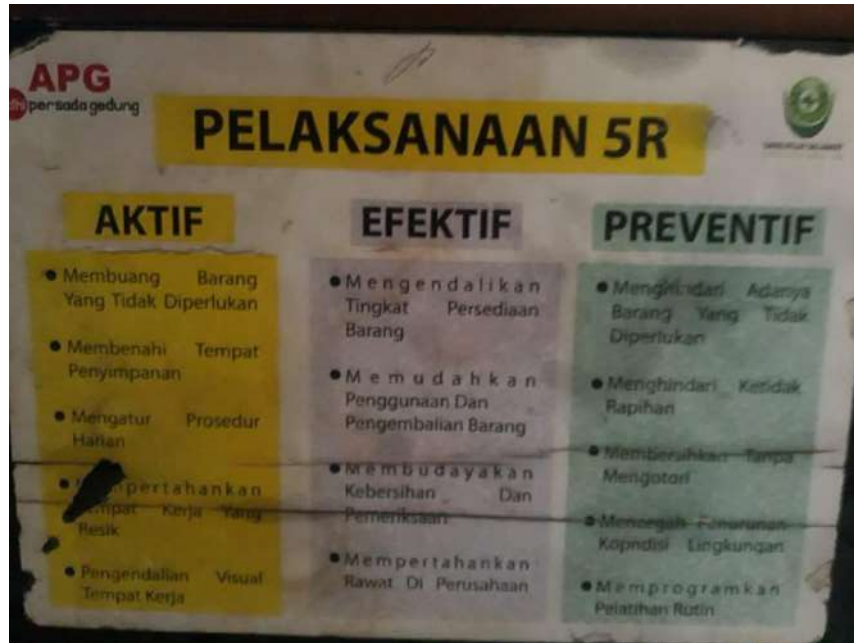 APG
persada gedung
PELAKSANAAN 5R
AKTIF
Membuang Barang
Yang Tidak Diperlukan
Membenahi Tempat
Penyimpanan
Mengatur Prosedur
Harian
pertahankan
Tempat Kerja Yang
Resik
Pengendalian Visual
Tempat Kerja
EFEKTIF
Mengendalikan
Tingkat Persediaan
Barang
Memudahkan
Penggunaan Dan
Pengembalian Barang
Membudayakan
Kebersihan Dan
Pemeriksaan
Mempertahankan
Rawat Di Perusahaan
PREVENTIF
Menghindari Adanya
Barang Yang Tidak
Diperlukan
Menghindari Ketidak
Rapihan
Membersihkan Tanpa
Mengotori
Mencegah Penurunan
Kopndisi Lingkungan
Memprogramkan
Pelatihan Rutin